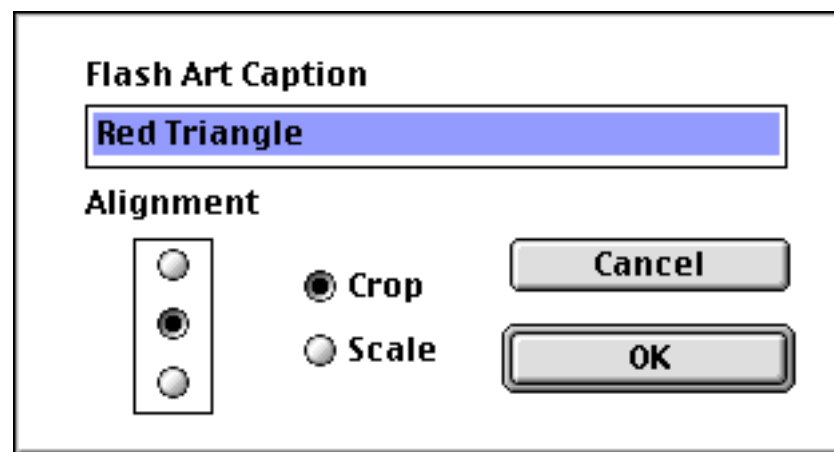 Flash Art Caption
Red Triangle
Alignment
Crop
Scale
Cancel
OK